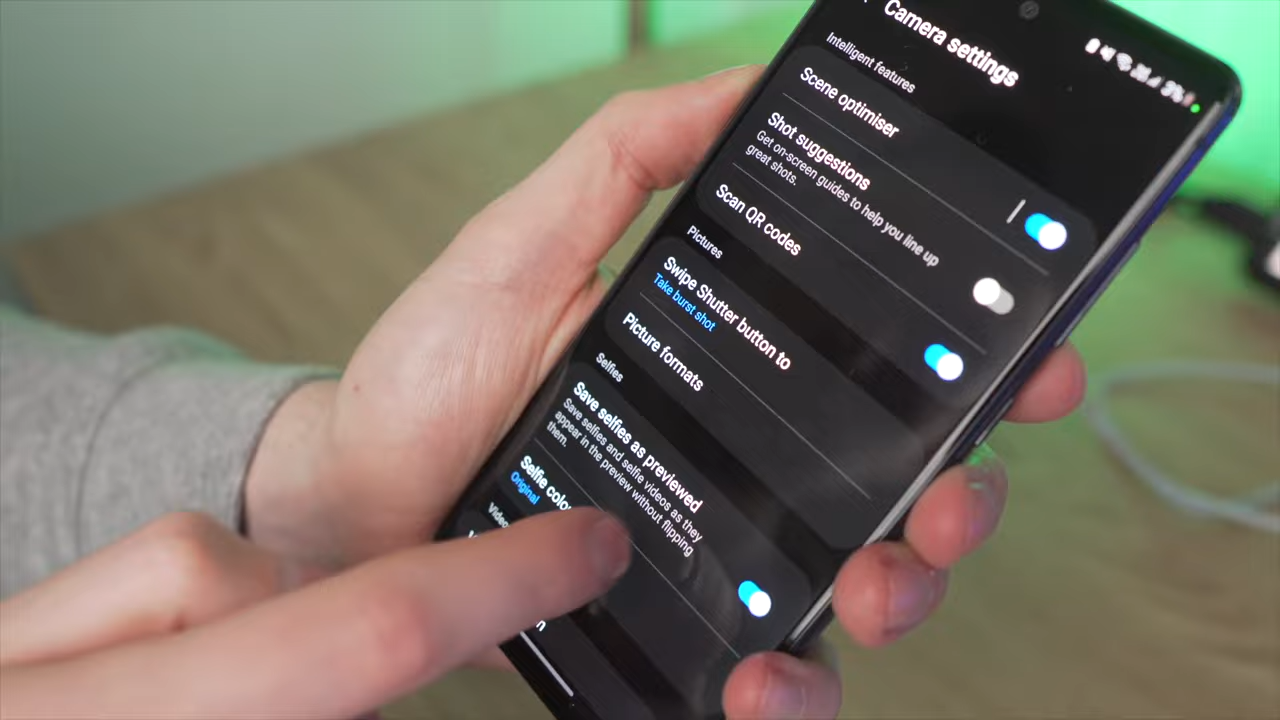 Camera settings
Intelligent features
Scene optimiser
Shot suggestions
Get on-screen guides to help you line up
great shots.
Scan QR codes
Pictures
Swipe Shutter button to
Take burst shot
Picture formats
Selfies
Save selfies as previewed
Save selfies and selfie videos as they
appear in the preview without flipping
them.
Selfie
Original